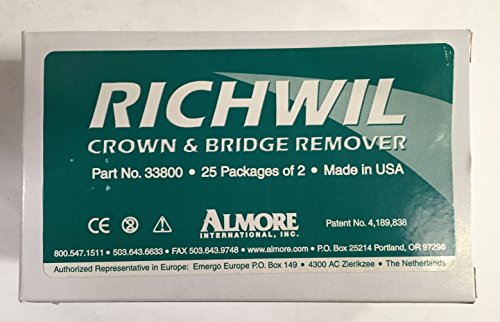 RICHWIL
CROWN & BRIDGE REMOVER
Part No. 33800 • 25 Packages of 2 • Made in USA
CE ALMORE Patent No. 4,189,838
INTERNATIONAL, INC.
800.547.1511 • 503.643.6633 • FAX 503.643.9748 • www.almore.com • P.O. Box 25214 Portland, OR 97298
Authorized Representative in Europe: Emergo Europe P.O. Box 149 • 4300 AC Zierikzee • The Netherlands